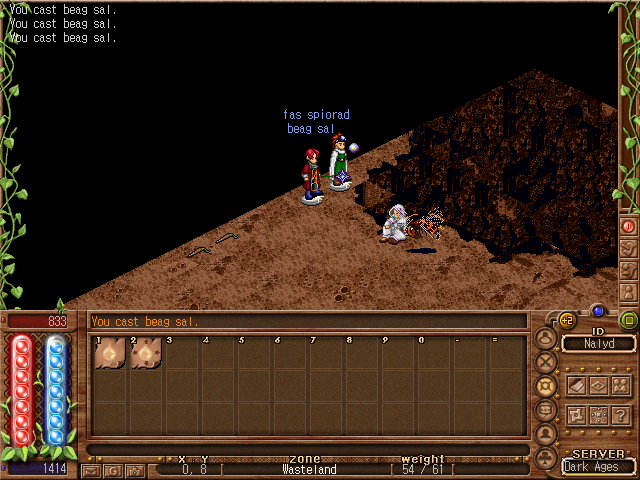 You cast beag sal.
You cast beag sal.
You cast beag sal.
fas spiorad
beag sal
833
You cast beag sal.
+2
ID
Nalyd
1 2 3 4 5 6 7 8 9 0 - =
SERVER
Dark Ages
X Y ZONE weight
0, 8 Wasteland 54 / 61
1414
G
?